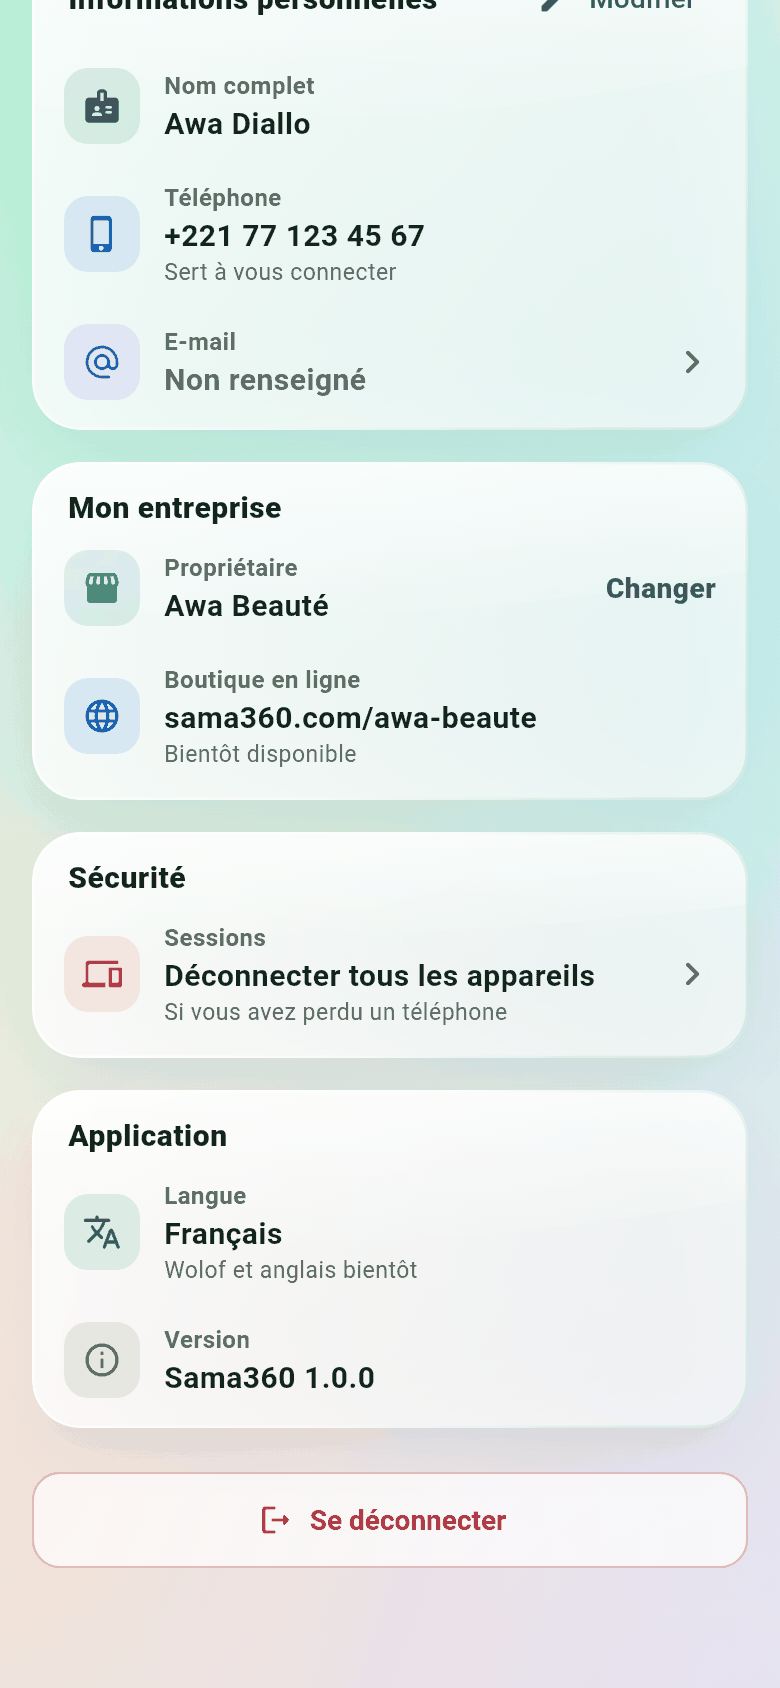 Informations personnelles
Modifier
Nom complet
Awa Diallo
Téléphone
+221 77 123 45 67
Sert à vous connecter
E-mail
Non renseigné
Mon entreprise
Propriétaire
Awa Beauté
Changer
Boutique en ligne
sama360.com/awa-beaute
Bientôt disponible
Sécurité
Sessions
Déconnecter tous les appareils
Si vous avez perdu un téléphone
Application
Langue
Français
Wolof et anglais bientôt
Version
Sama360 1.0.0
Se déconnecter